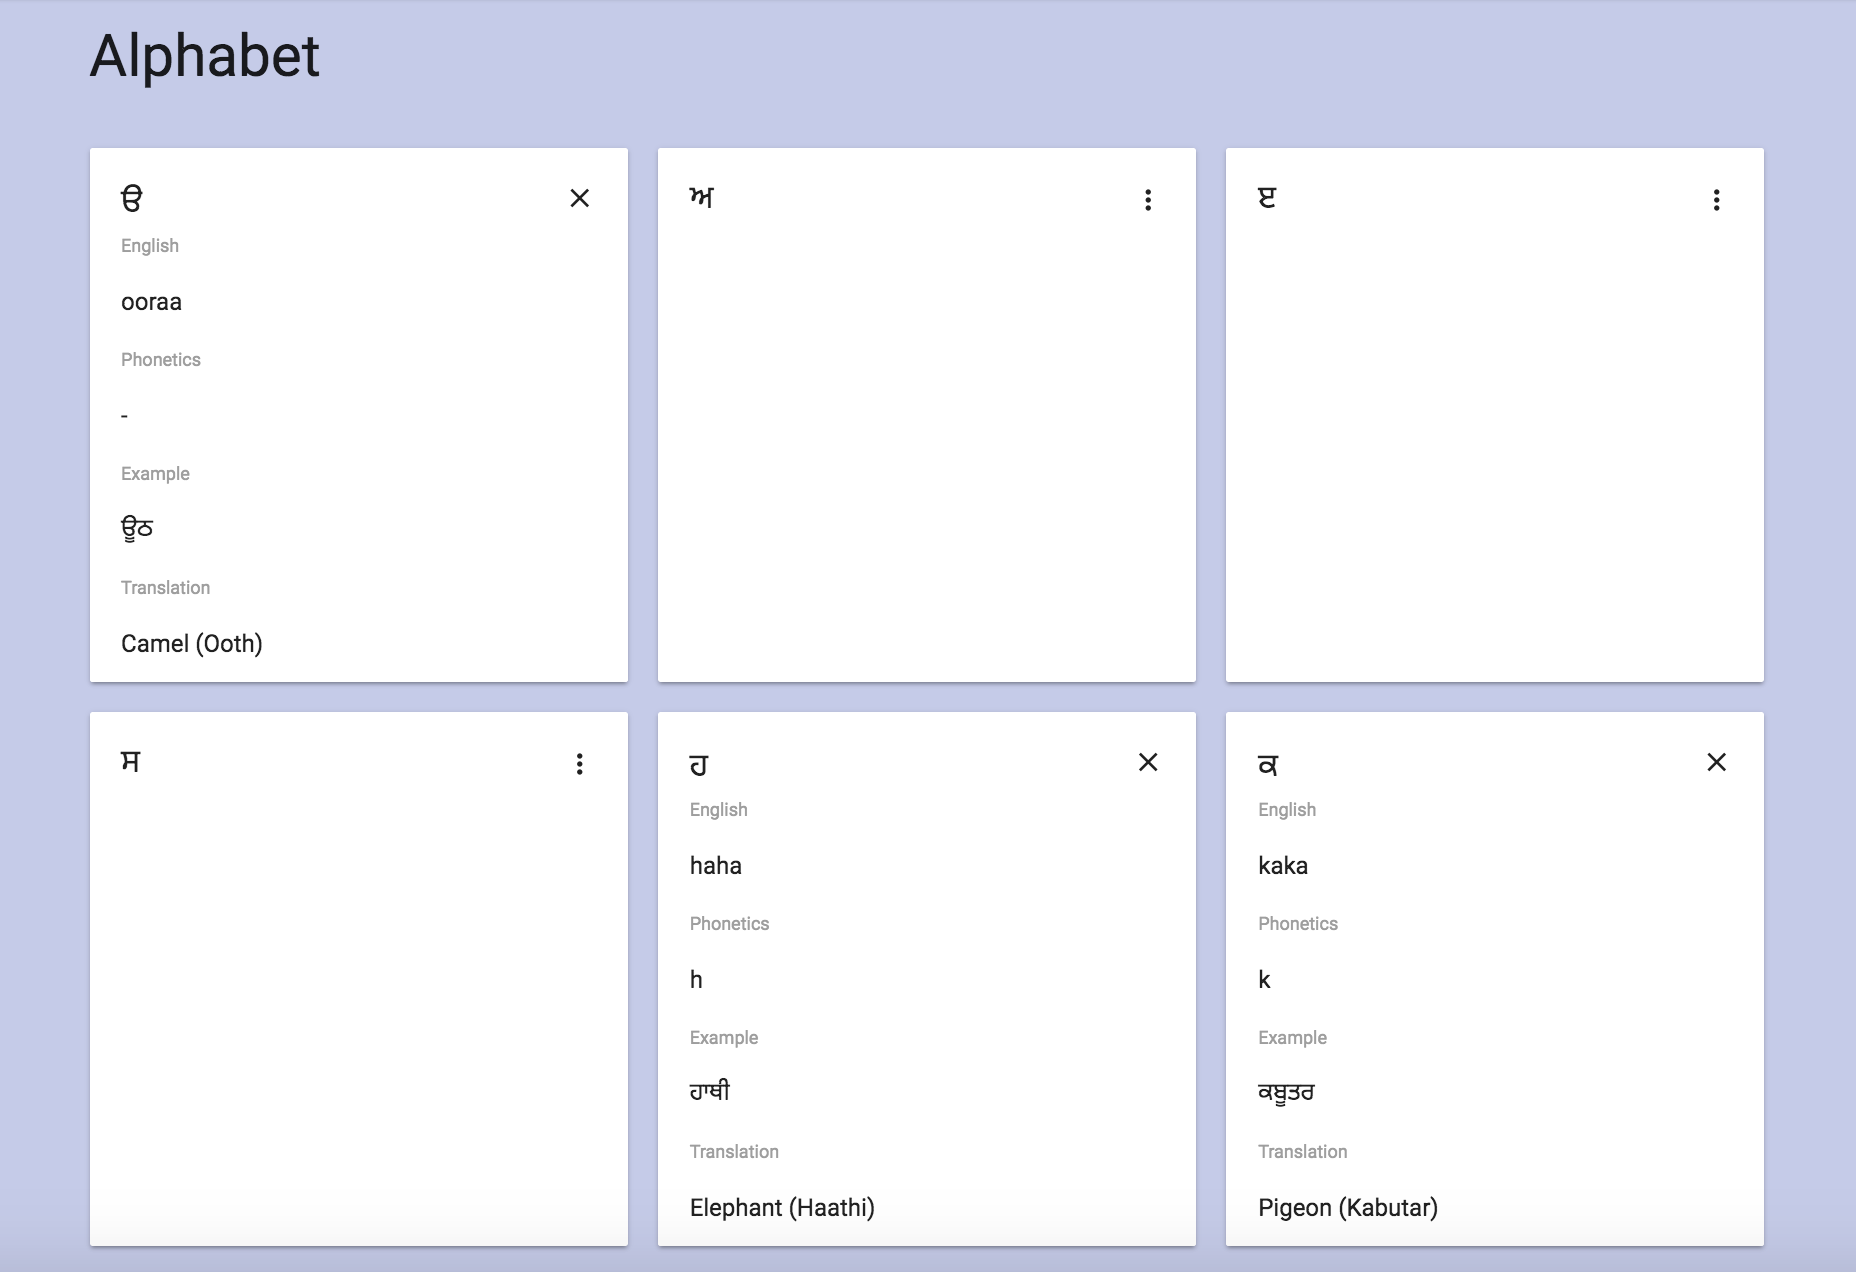 Alphabet
ੳ
English
ooraa
Phonetics
-
Example
ਊਠ
Translation
Camel (Ooth)
ਅ
ੲ
ਸ
ਹ
English
haha
Phonetics
h
Example
ਹਾਥੀ
Translation
Elephant (Haathi)
ਕ
English
kaka
Phonetics
k
Example
ਕਬੂਤਰ
Translation
Pigeon (Kabutar)